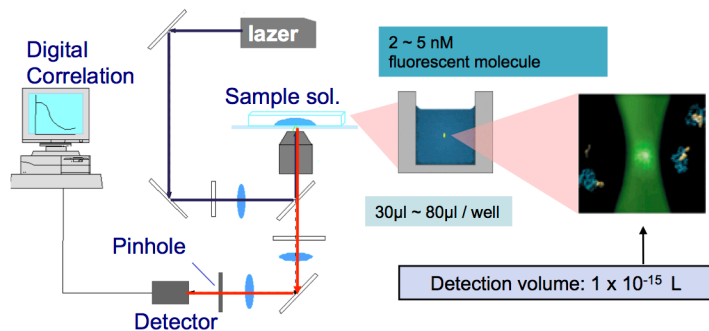 Digital
Correlation
lazer
Sample sol.
2 ~ 5 nM
fluorescent molecule
30µl ~ 80µl / well
Pinhole
Detector
Detection volume: 1 x 10⁻¹⁵ L